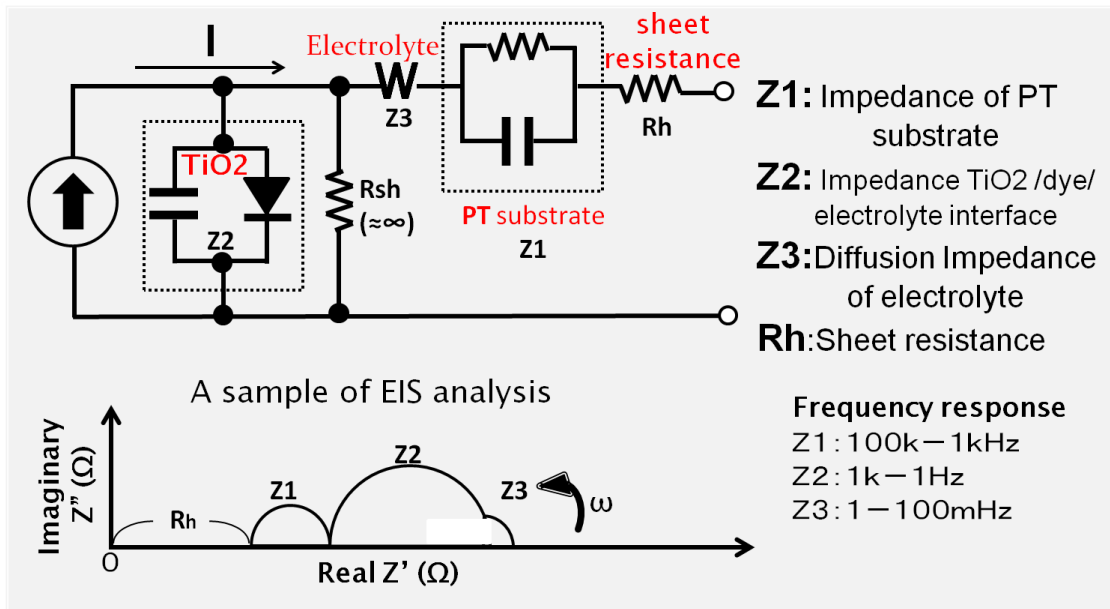 I
Electrolyte
sheet
resistance
Z3
Rh
TiO2
Z2
Rsh
(≈∞)
PT substrate
Z1
Z1: Impedance of PT
substrate
Z2: Impedance TiO2 /dye/
electrolyte interface
Z3:Diffusion Impedance
of electrolyte
Rh:Sheet resistance
A sample of EIS analysis
Imaginary
Z” (Ω)
Rh
Z1
Z2
Z3
ω
O
Real Z’ (Ω)
Frequency response
Z1:100k－1kHz
Z2:1k－1Hz
Z3:1－100mHz